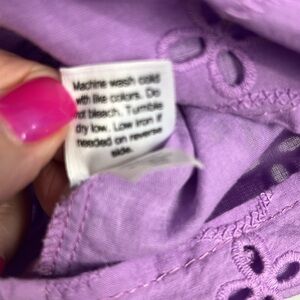 Machine wash cold
with like colors. Do
not bleach. Tumble
dry low. Low iron if
needed on reverse
side.